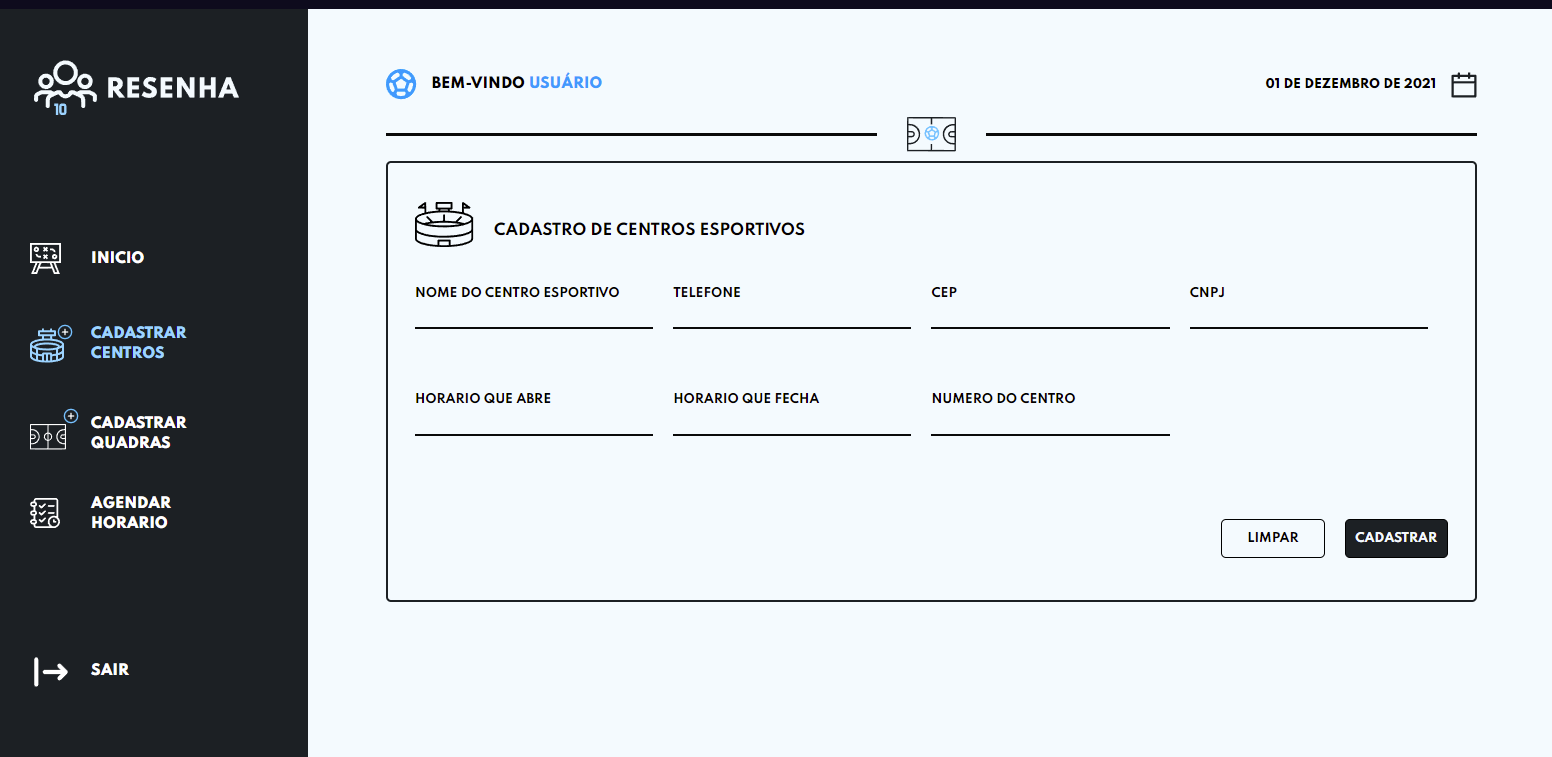 RESENHA
10
INICIO
CADASTRAR
CENTROS
CADASTRAR
QUADRAS
AGENDAR
HORARIO
SAIR
BEM-VINDO USUÁRIO
01 DE DEZEMBRO DE 2021
CADASTRO DE CENTROS ESPORTIVOS
NOME DO CENTRO ESPORTIVO
TELEFONE
CEP
CNPJ
HORARIO QUE ABRE
HORARIO QUE FECHA
NUMERO DO CENTRO
LIMPAR
CADASTRAR